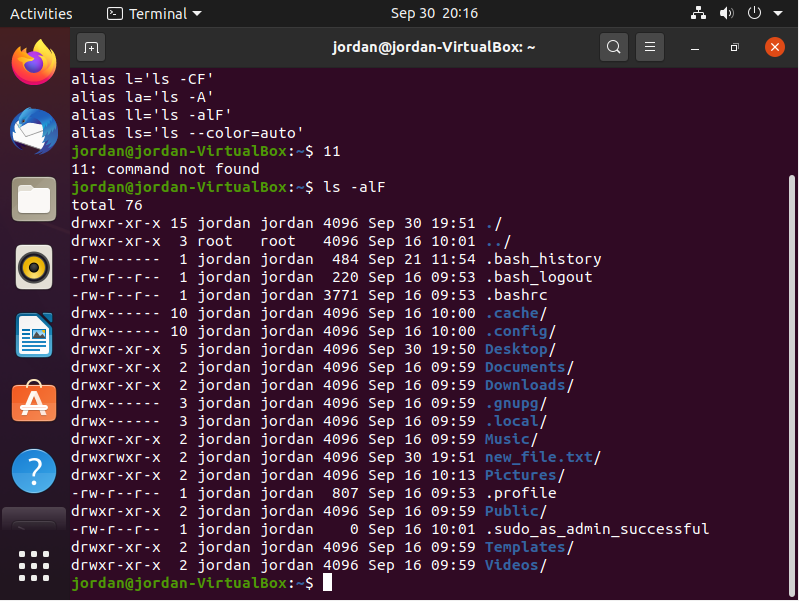 Activities Terminal Sep 30 20:16
jordan@jordan-VirtualBox: ~
alias l='ls -CF'
alias la='ls -A'
alias ll='ls -alF'
alias ls='ls --color=auto'
jordan@jordan-VirtualBox:~$ 11
11: command not found
jordan@jordan-VirtualBox:~$ ls -alF
total 76
drwxr-xr-x 15 jordan jordan 4096 Sep 30 19:51 ./
drwxr-xr-x  3 root   root   4096 Sep 16 10:01 ../
-rw-------  1 jordan jordan  484 Sep 21 11:54 .bash_history
-rw-r--r--  1 jordan jordan  220 Sep 16 09:53 .bash_logout
-rw-r--r--  1 jordan jordan 3771 Sep 16 09:53 .bashrc
drwx------ 10 jordan jordan 4096 Sep 16 10:00 .cache/
drwx------ 10 jordan jordan 4096 Sep 16 10:00 .config/
drwxr-xr-x  5 jordan jordan 4096 Sep 30 19:50 Desktop/
drwxr-xr-x  2 jordan jordan 4096 Sep 16 09:59 Documents/
drwxr-xr-x  2 jordan jordan 4096 Sep 16 09:59 Downloads/
drwx------  3 jordan jordan 4096 Sep 16 09:59 .gnupg/
drwx------  3 jordan jordan 4096 Sep 16 09:59 .local/
drwxr-xr-x  2 jordan jordan 4096 Sep 16 09:59 Music/
drwxrwxr-x  2 jordan jordan 4096 Sep 30 19:51 new_file.txt/
drwxr-xr-x  2 jordan jordan 4096 Sep 16 10:13 Pictures/
-rw-r--r--  1 jordan jordan  807 Sep 16 09:53 .profile
drwxr-xr-x  2 jordan jordan 4096 Sep 16 09:59 Public/
-rw-r--r--  1 jordan jordan    0 Sep 16 10:01 .sudo_as_admin_successful
drwxr-xr-x  2 jordan jordan 4096 Sep 16 09:59 Templates/
drwxr-xr-x  2 jordan jordan 4096 Sep 16 09:59 Videos/
jordan@jordan-VirtualBox:~$